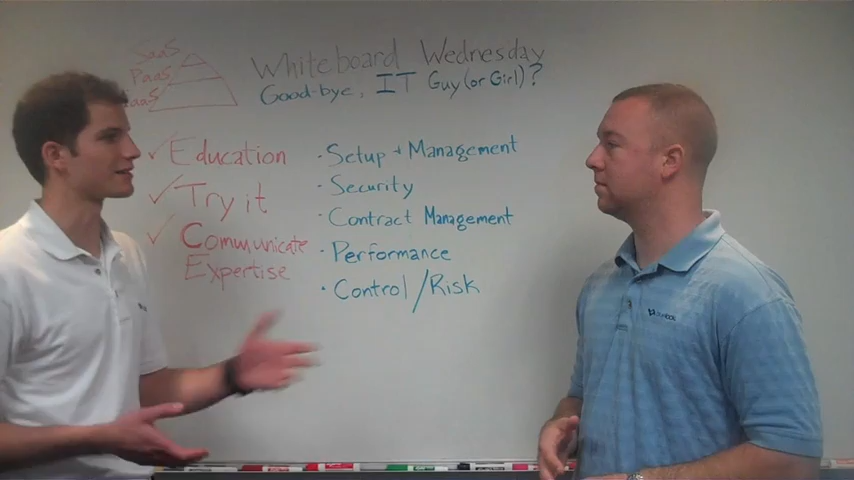 SaaS
PaaS
IaaS
Whiteboard Wednesday
Good-bye, IT Guy (or Girl)?
✓ Education
✓ Try it
✓ Communicate
Expertise
· Setup + Management
· Security
· Contract Management
· Performance
· Control/Risk